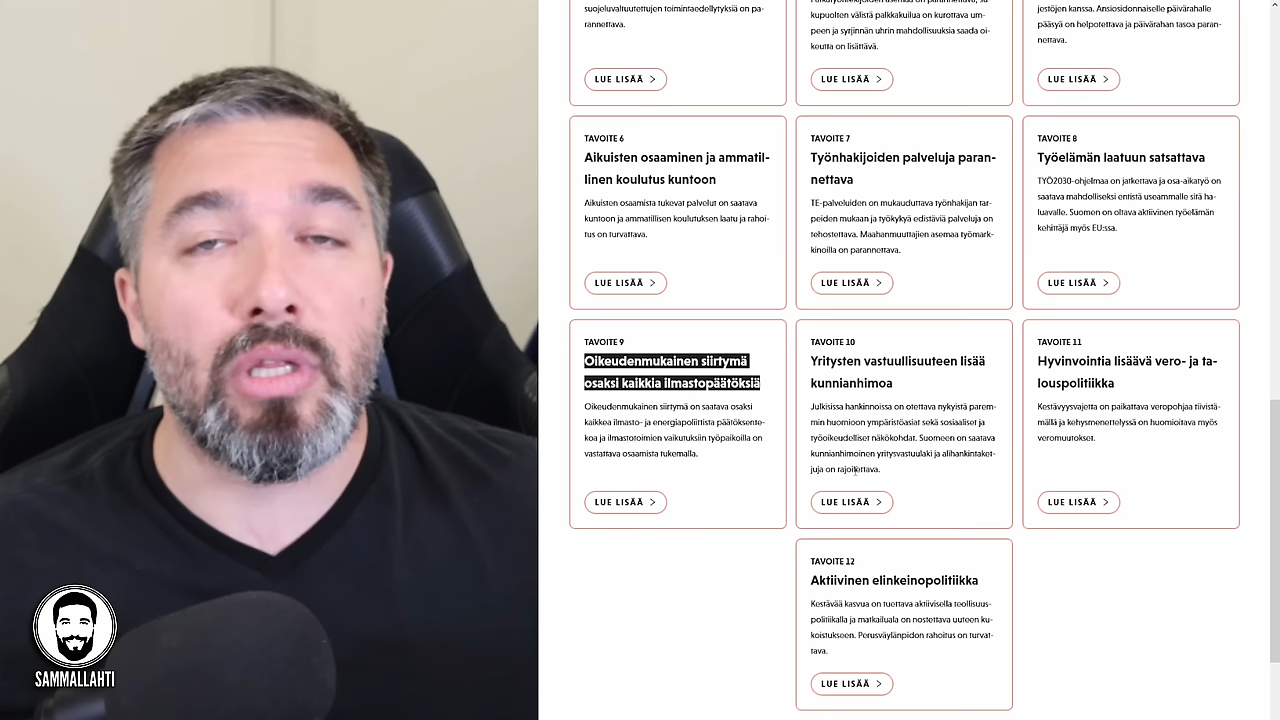 suojeluvaltuutettujen toimintaedellytyksiä on pa-
rannettava.
LUE LISÄÄ
kupuolten välistä palkkakuilua on kurottava um-
peen ja syrjinnän uhrin mahdollisuuksia saada oi-
keutta on lisättävä.
LUE LISÄÄ
jestöjen kanssa. Ansiosidonnaiselle päivärahalle
pääsyä on helpotettava ja päivärahan tasoa paran-
nettava.
LUE LISÄÄ
TAVOITE 6
Aikuisten osaaminen ja ammatil-
linen koulutus kuntoon
Aikuisten osaamista tukevat palvelut on saatava
kuntoon ja ammatillisen koulutuksen laatu ja rahoi-
tus on turvattava.
LUE LISÄÄ
TAVOITE 7
Työnhakijoiden palveluja paran-
nettava
TE-palveluiden on mukauduttava työnhakijan tar-
peiden mukaan ja työkykyä edistäviä palveluja on
tehostettava. Maahanmuuttajien asemaa työmark-
kinoilla on parannettava.
LUE LISÄÄ
TAVOITE 8
Työelämän laatuun satsattava
TYÖ2030-ohjelmaa on jatkettava ja osa-aikatyö on
saatava mahdolliseksi entistä useammalle sitä ha-
luavalle. Suomen on oltava aktiivinen työelämän
kehittäjä myös EU:ssa.
LUE LISÄÄ
TAVOITE 9
Oikeudenmukainen siirtymä
osaksi kaikkia ilmastopäätöksiä
Oikeudenmukainen siirtymä on saatava osaksi
kaikkea ilmasto- ja energiapoliittista päätöksente-
koa ja ilmastotoimien vaikutuksiin työpaikoilla on
vastattava osaamista tukemalla.
LUE LISÄÄ
TAVOITE 10
Yritysten vastuullisuuteen lisää
kunnianhimoa
Julkisissa hankinnoissa on otettava nykyistä parem-
min huomioon ympäristöasiat sekä sosiaaliset ja
työoikeudelliset näkökohdat. Suomeen on saatava
kunnianhimoinen yritysvastuulaki ja alihankintaket-
juja on rajoitettava.
LUE LISÄÄ
TAVOITE 11
Hyvinvointia lisäävä vero- ja ta-
louspolitiikka
Kestävyysvajetta on paikattava veropohjaa tiivistä-
mällä ja kehysmenettelyssä on huomioitava myös
veromuutokset.
LUE LISÄÄ
TAVOITE 12
Aktiivinen elinkeinopolitiikka
Kestävää kasvua on tuettava aktiivisella teollisuus-
politiikalla ja matkailuala on nostettava uuteen ku-
koistukseen. Perusväylänpidon rahoitus on turvat-
tava.
LUE LISÄÄ
SAMMALLAHTI